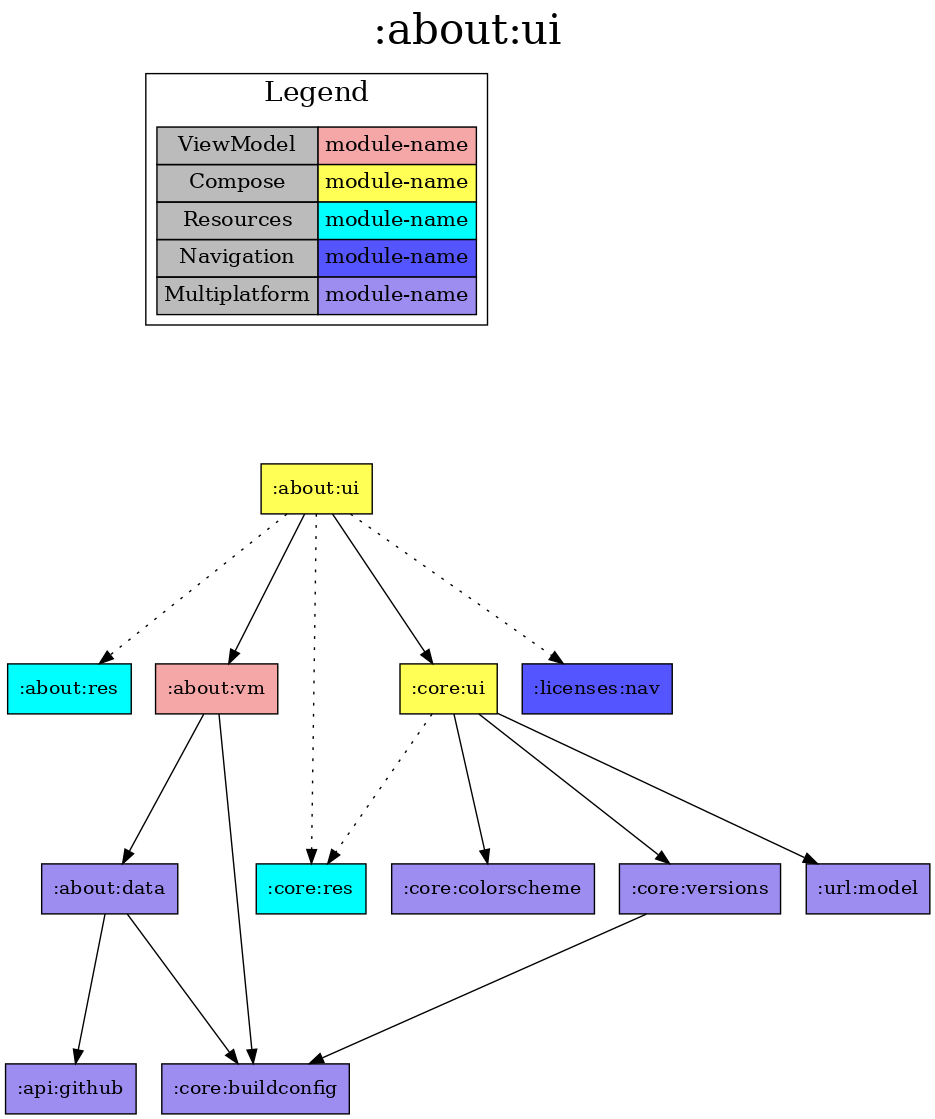 :about:ui
Legend
ViewModel module-name
Compose module-name
Resources module-name
Navigation module-name
Multiplatform module-name
:about:ui
:about:res :about:vm :core:ui :licenses:nav
:about:data :core:res :core:colorscheme :core:versions :url:model
:api:github :core:buildconfig